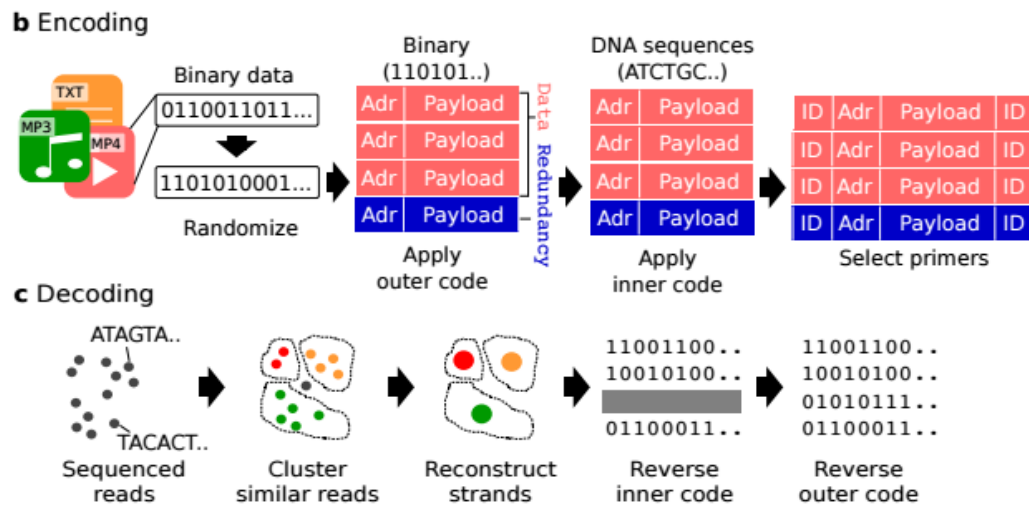 b Encoding
TXT
MP3
MP4
Binary data
0110011011...
1101010001...
Randomize
Binary
(110101..)
Adr Payload
Adr Payload
Adr Payload
Adr Payload
Data Redundancy
Apply
outer code
DNA sequences
(ATCTGC..)
Adr Payload
Adr Payload
Adr Payload
Adr Payload
Apply
inner code
ID Adr Payload ID
ID Adr Payload ID
ID Adr Payload ID
ID Adr Payload ID
Select primers
c Decoding
ATAGTA..
TACACT..
Sequenced
reads
Cluster
similar reads
Reconstruct
strands
11001100..
10010100..
01100011..
Reverse
inner code
11001100..
10010100..
01010111..
01100011..
Reverse
outer code